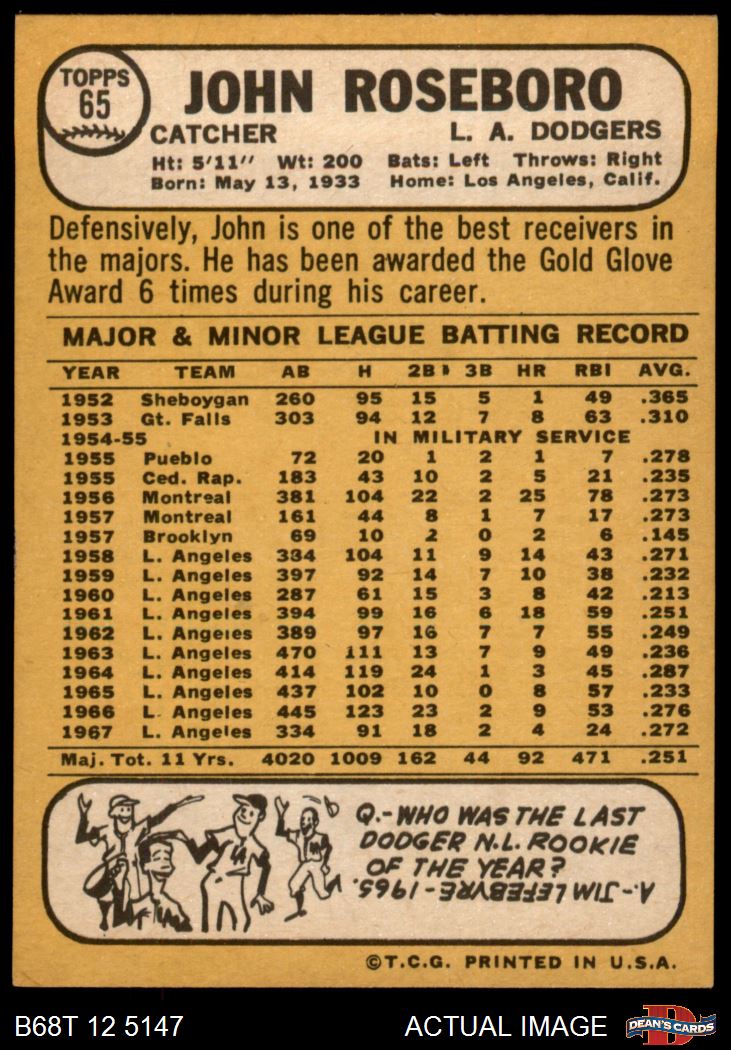 TOPPS
65
JOHN ROSEBORO
CATCHER L. A. DODGERS
Ht: 5'11" Wt: 200 Bats: Left Throws: Right
Born: May 13, 1933 Home: Los Angeles, Calif.
Defensively, John is one of the best receivers in
the majors. He has been awarded the Gold Glove
Award 6 times during his career.
MAJOR & MINOR LEAGUE BATTING RECORD
YEAR TEAM AB H 2B 3B HR RBI AVG.
1952 Sheboygan 260 95 15 5 1 49 .365
1953 Gt. Falls 303 94 12 7 8 63 .310
1954-55 IN MILITARY SERVICE
1955 Pueblo 72 20 1 2 1 7 .278
1955 Ced. Rap. 183 43 10 2 5 21 .235
1956 Montreal 381 104 22 2 25 78 .273
1957 Montreal 161 44 8 1 7 17 .273
1957 Brooklyn 69 10 2 0 2 6 .145
1958 L. Angeles 384 104 11 9 14 43 .271
1959 L. Angeles 397 92 14 7 10 38 .232
1960 L. Angeles 287 61 15 3 8 42 .213
1961 L. Angeles 394 99 16 6 18 59 .251
1962 L. Angeles 389 97 16 7 7 55 .249
1963 L. Angeles 470 111 13 7 9 49 .236
1964 L. Angeles 414 119 24 1 3 45 .287
1965 L. Angeles 437 102 10 0 8 57 .233
1966 L. Angeles 445 123 23 2 9 53 .276
1967 L. Angeles 334 91 18 2 4 24 .272
Maj. Tot. 11 Yrs. 4020 1009 162 44 92 471 .251
Q.-WHO WAS THE LAST
DODGER N.L. ROOKIE
OF THE YEAR?
A.-JIM LEFEBVRE-1965.
©T.C.G. PRINTED IN U.S.A.
B68T 12 5147 ACTUAL IMAGE
D
DEAN'S CARDS